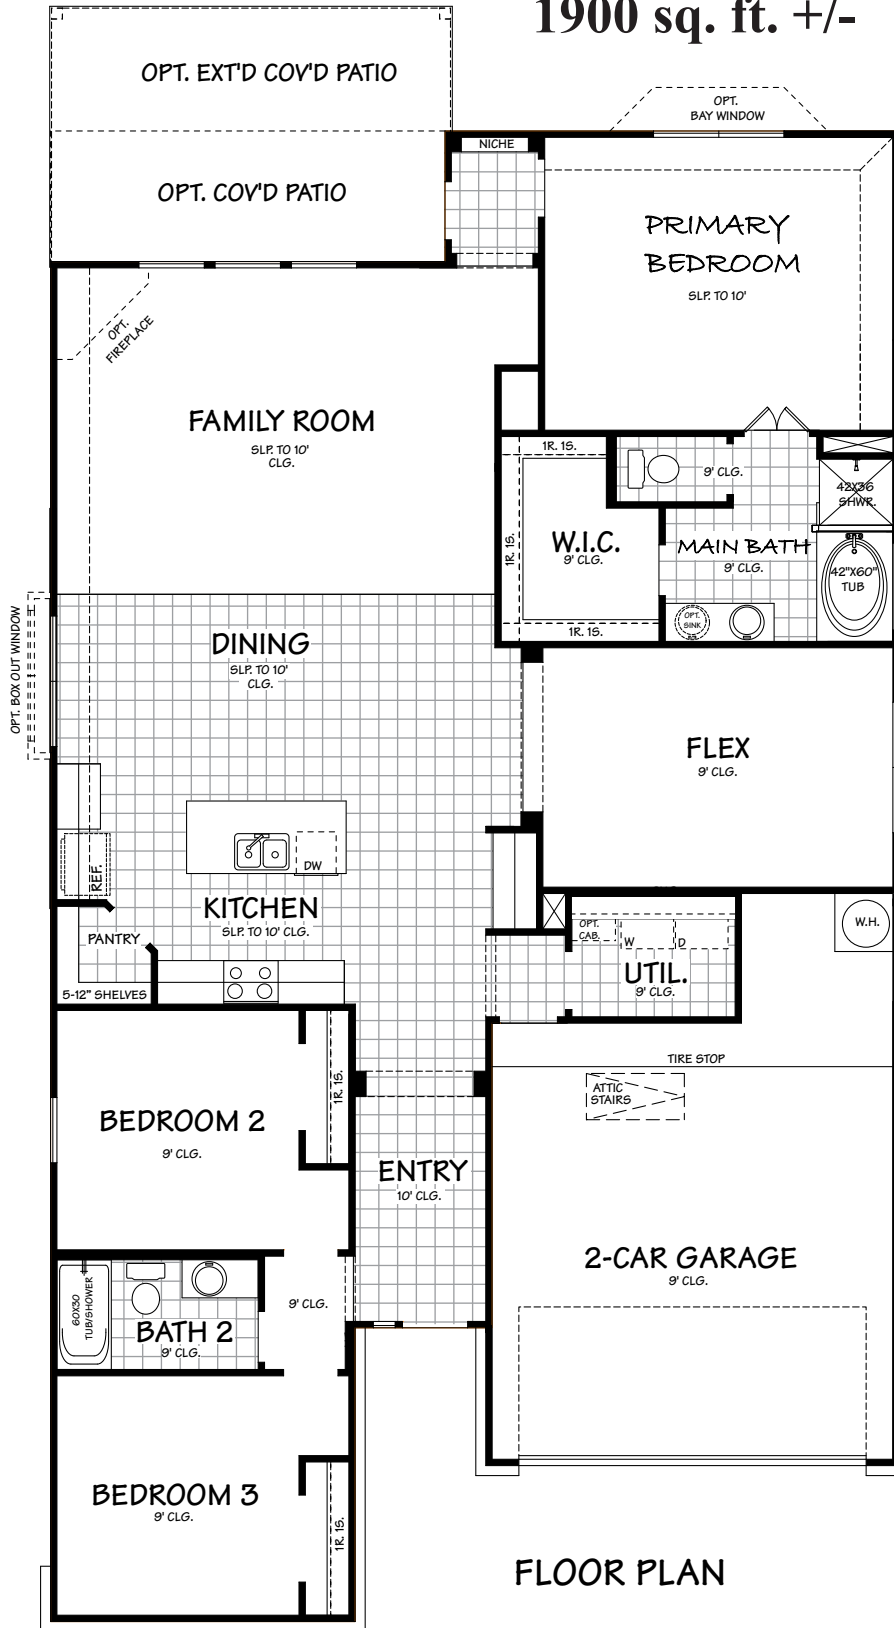 1900 sq. ft. +/-
OPT. EXT'D COV'D PATIO
OPT.
BAY WINDOW
NICHE
OPT. COV'D PATIO
PRIMARY
BEDROOM
SLP. TO 10'
OPT.
FIREPLACE
FAMILY ROOM
SLP. TO 10'
CLG.
1R. 1S.
9' CLG.
42X36
SHWR.
1R. 1S.
W.I.C.
9' CLG.
MAIN BATH
9' CLG.
42"X60"
TUB
OPT.
SINK
1R. 1S.
OPT. BOX OUT WINDOW
DINING
SLP. TO 10'
CLG.
FLEX
9' CLG.
DW
REF.
KITCHEN
SLP. TO 10' CLG.
PANTRY
5-12" SHELVES
OPT.
CAB.
W
D
W.H.
UTIL.
9' CLG.
TIRE STOP
ATTIC
STAIRS
1R. 1S.
BEDROOM 2
9' CLG.
ENTRY
10' CLG.
2-CAR GARAGE
9' CLG.
60X30
TUB/SHOWER
9' CLG.
BATH 2
9' CLG.
BEDROOM 3
9' CLG.
1R. 1S.
FLOOR PLAN